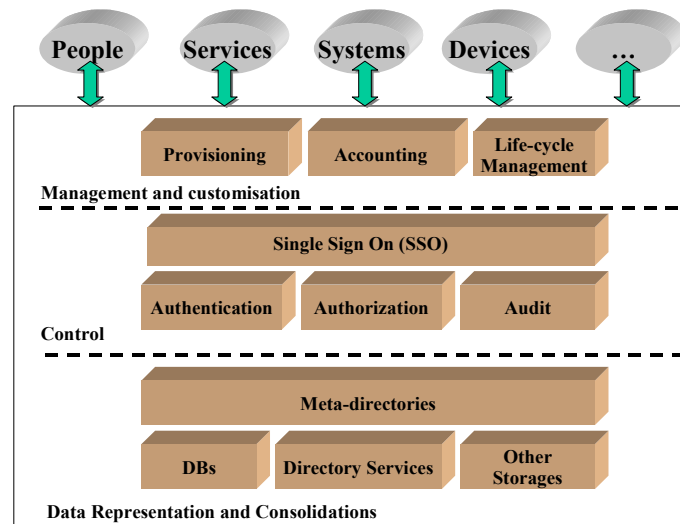 People Services Systems Devices ...
Provisioning Accounting Life-cycle
Management
Management and customisation
Single Sign On (SSO)
Authentication Authorization Audit
Control
Meta-directories
DBs Directory Services Other
Storages
Data Representation and Consolidations